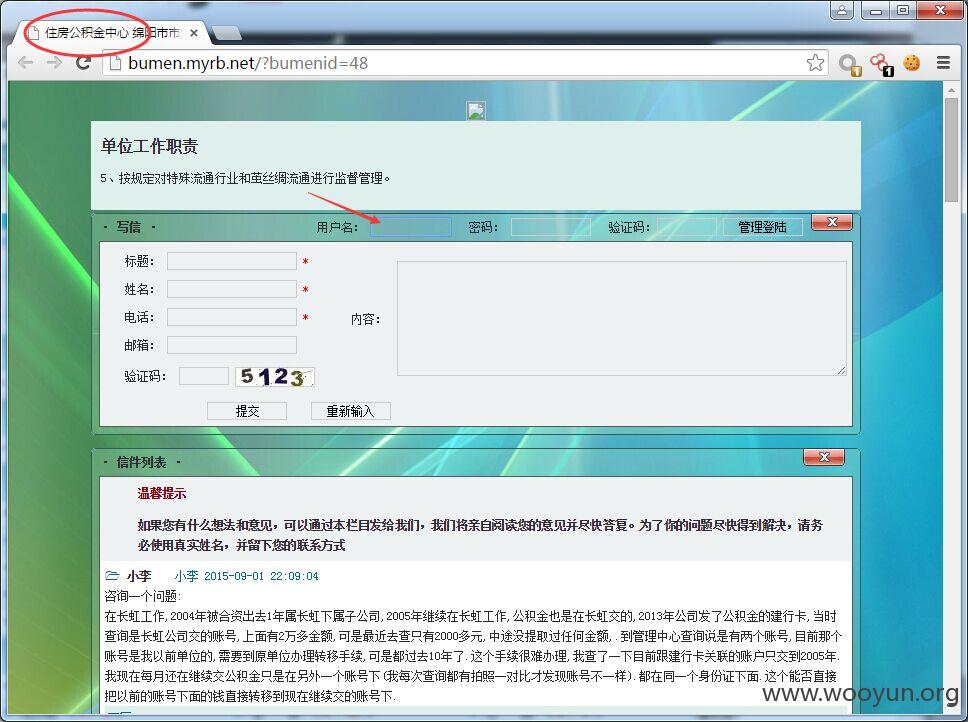 住房公积金中心 绵阳市市
bumen.myrb.net/?bumenid=48
1
1
单位工作职责
5、按规定对特殊流通行业和茧丝绸流通进行监督管理。
· 写信 · 用户名: 密码: 验证码: 管理登陆
标题: *
姓名: *
电话: *
内容:
邮箱:
验证码: 5123
提交 重新输入
· 信件列表 ·
温馨提示
如果您有什么想法和意见，可以通过本栏目发给我们，我们将亲自阅读您的意见并尽快答复。为了你的问题尽快得到解决，请务
必使用真实姓名，并留下您的联系方式
小李 小李 2015-09-01 22:09:04
咨询一个问题:
在长虹工作,2004年被合资出去1年属长虹下属子公司,2005年继续在长虹工作,公积金也是在长虹交的,2013年公司发了公积金的建行卡,当时
查询是长虹公司交的账号,上面有2万多金额,可是最近去查只有2000多元,中途没提取过任何金额,.到管理中心查询说是有两个账号,目前那个
账号是我以前单位的,需要到原单位办理转移手续,可是都过去10年了.这个手续很难办理,我查了一下目前跟建行卡关联的账户只交到2005年.
我现在每月还在继续交公积金只是在另外一个账号下(我每次查询都有拍照一对比才发现账号不一样).都在同一个身份证下面.这个能否直接
把以前的账号下面的钱直接转移到现在继续交的账号下.
www.wooyun.org